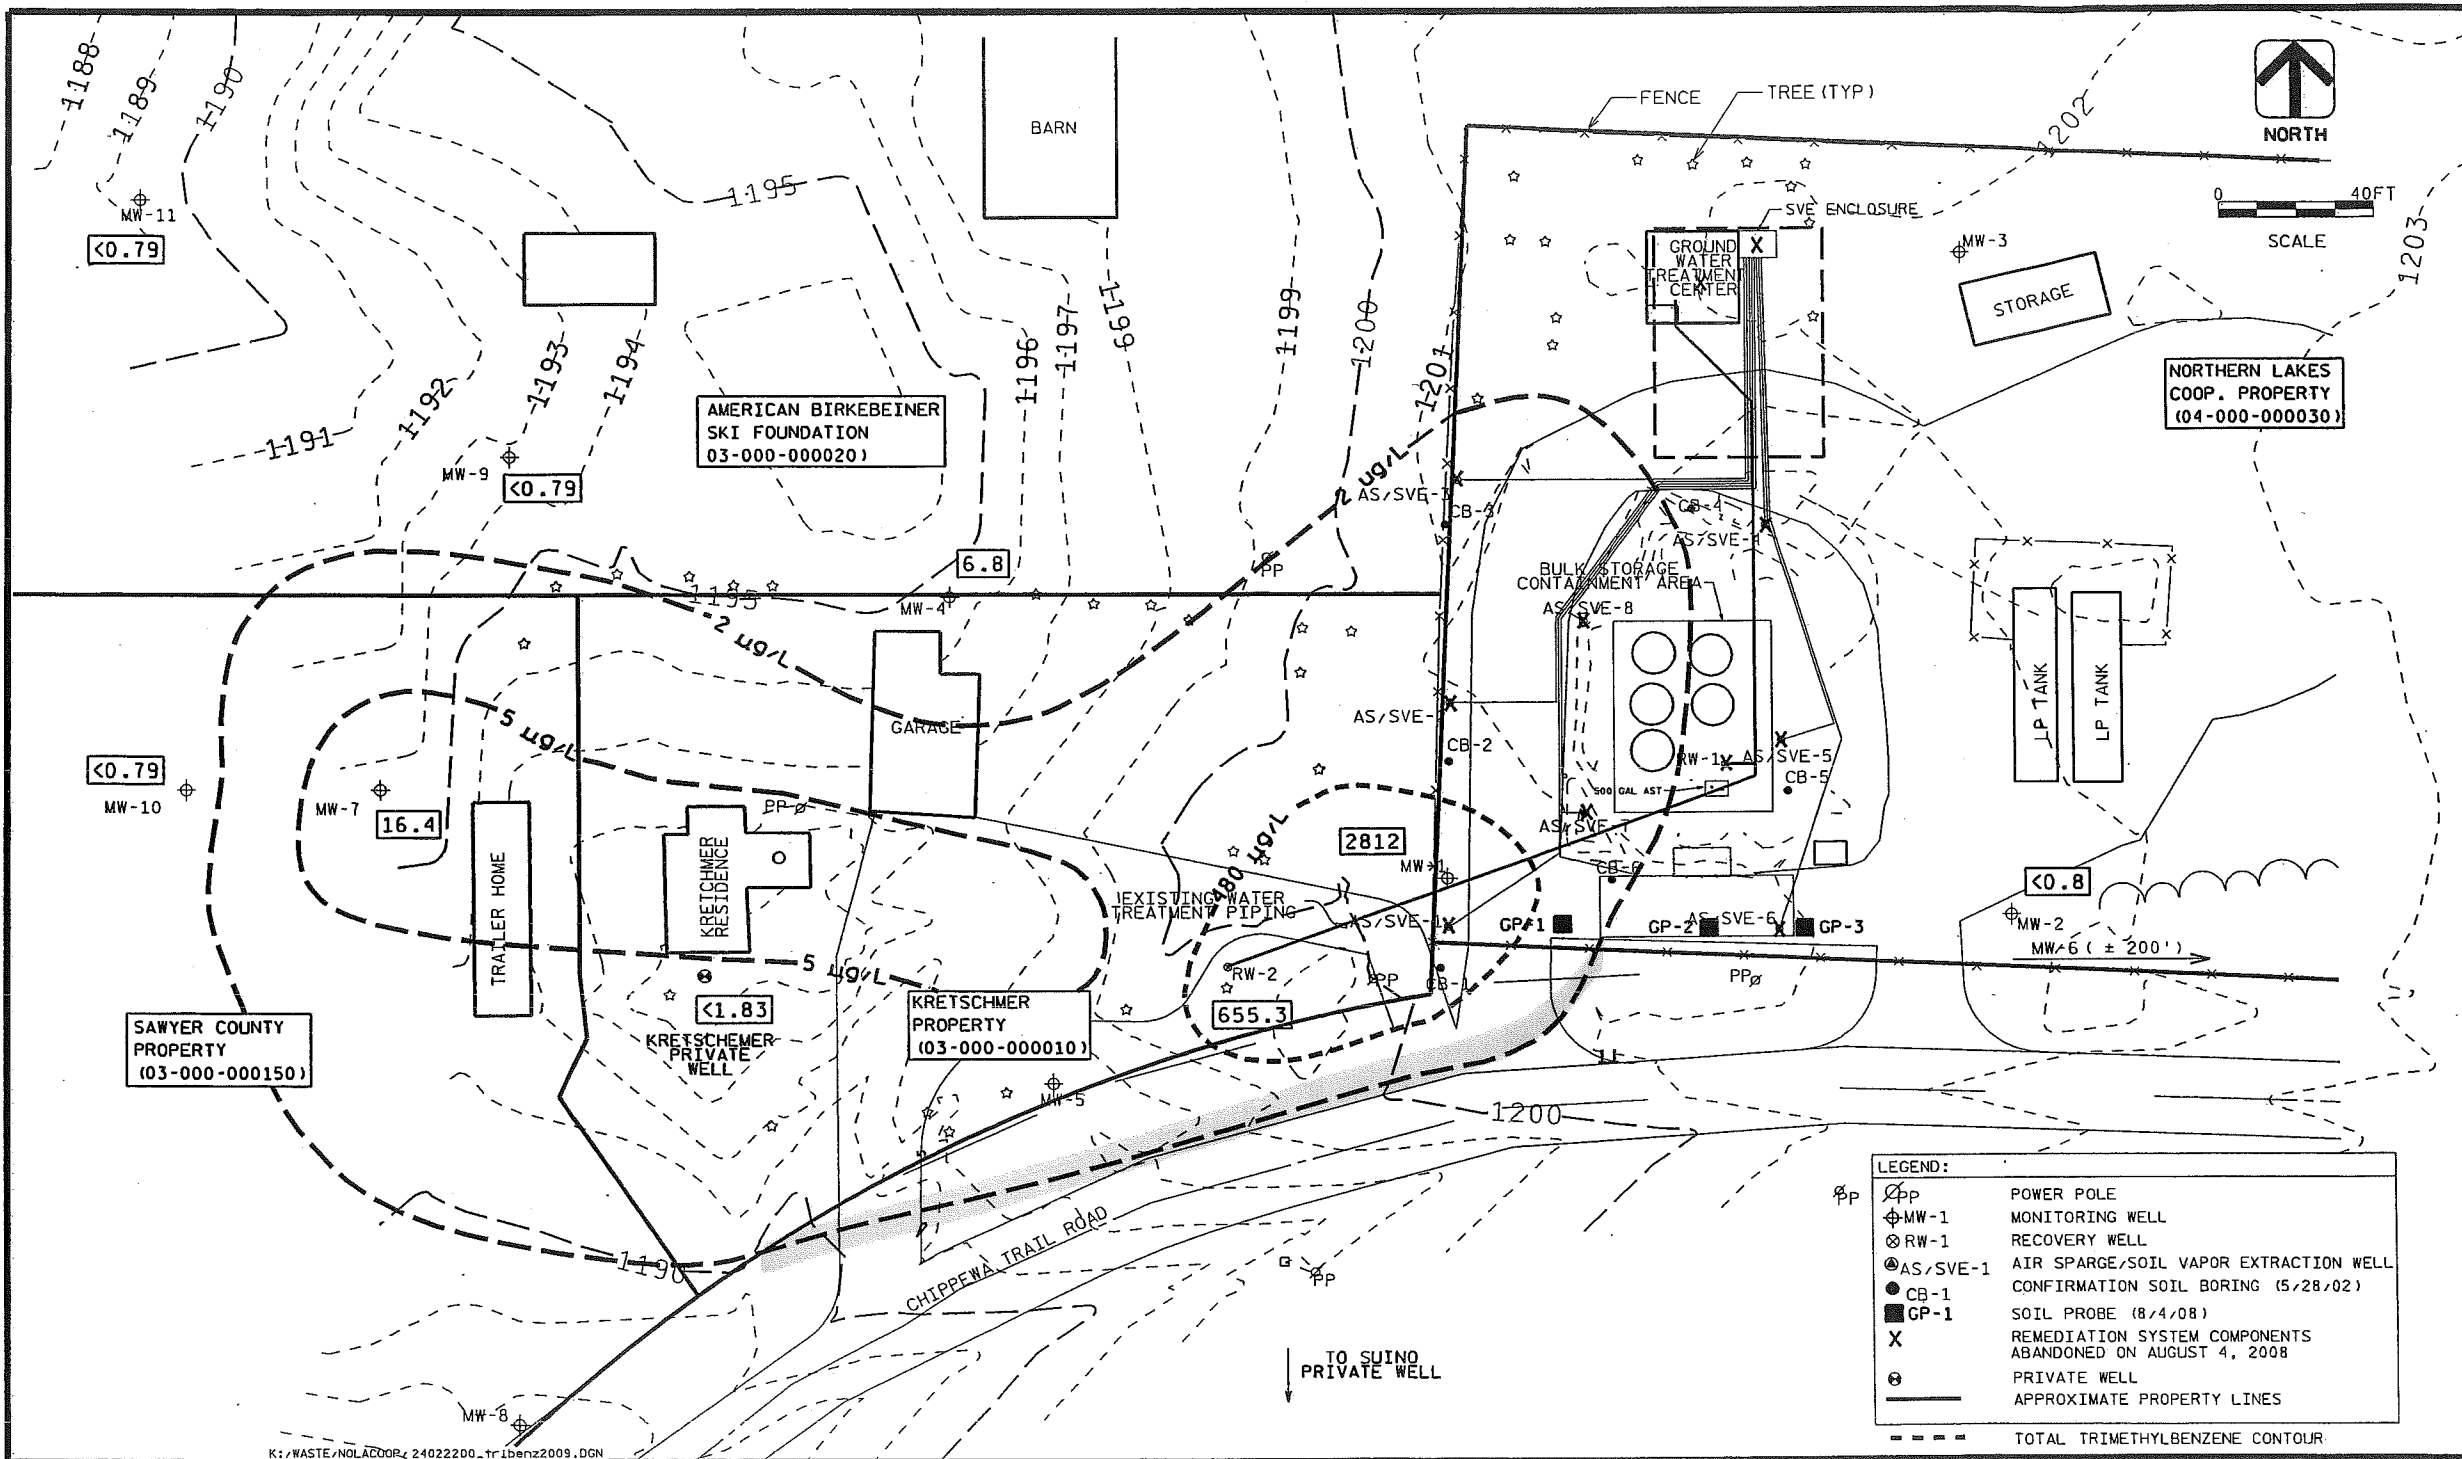 1188
1189
1190
BARN
FENCE
TREE (TYP)
1202
NORTH
0 40FT
SCALE
1195
MW-11
<0.79
SVE ENCLOSURE
GROUND
WATER
TREATMENT
CENTER
MW-3
STORAGE
1203
1193
1194
1192
1191
1196
1197
1199
1199
1200
1201
AMERICAN BIRKEBEINER
SKI FOUNDATION
03-000-000020)
NORTHERN LAKES
COOP. PROPERTY
(04-000-000030)
MW-9
<0.79
2 ug/L
AS/SVE-3
CB-3
CB-4
AS/SVE-4
6.8
PP
BULK STORAGE
CONTAINMENT AREA
MW-4
1195
AS/SVE-8
2 ug/L
LP TANK
LP TANK
5 ug/L
GARAGE
AS/SVE-
CB-2
RW-1
AS/SVE-5
CB-5
500 GAL AST
<0.79
MW-10
MW-7
16.4
PP
TRAILER HOME
KRETCHMER
RESIDENCE
480 ug/L
2812
MW-1
AS/SVE-7
CB-6
<0.8
EXISTING WATER
TREATMENT PIPING
AS/SVE-1
GP-1
GP-2
AS/SVE-6
GP-3
MW-2
MW-6 ( ± 200')
5 ug/L
RW-2
PP
CB-1
PP
<1.83
KRETSCHEMER
PRIVATE
WELL
KRETSCHMER
PROPERTY
(03-000-000010)
655.3
SAWYER COUNTY
PROPERTY
(03-000-000150)
MW-5
1200
1190
CHIPPEWA TRAIL ROAD
PP
PP
TO SUINO
PRIVATE WELL
MW-8
LEGEND:
PP POWER POLE
MW-1 MONITORING WELL
RW-1 RECOVERY WELL
AS/SVE-1 AIR SPARGE/SOIL VAPOR EXTRACTION WELL
CB-1 CONFIRMATION SOIL BORING (5/28/02)
GP-1 SOIL PROBE (8/4/08)
X REMEDIATION SYSTEM COMPONENTS
ABANDONED ON AUGUST 4, 2008
PRIVATE WELL
APPROXIMATE PROPERTY LINES
TOTAL TRIMETHYLBENZENE CONTOUR
K:/WASTE/NOLACOOP/24022200_tribenz2009.DGN